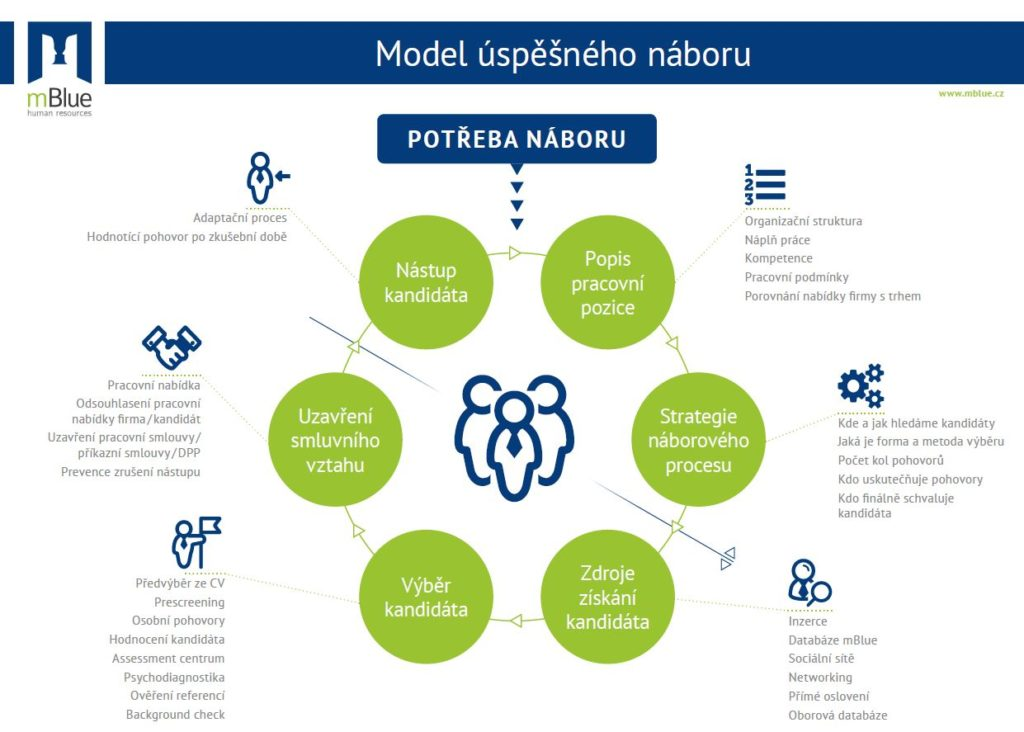 Model úspěšného náboru
mBlue
human resources
www.mblue.cz
POTŘEBA NÁBORU
Adaptační proces
Hodnotící pohovor po zkušební době
Nástup
kandidáta
Popis
pracovní
pozice
1
2
3
Organizační struktura
Náplň práce
Kompetence
Pracovní podmínky
Porovnání nabídky firmy s trhem
Pracovní nabídka
Odsouhlasení pracovní
nabídky firma/kandidát
Uzavření pracovní smlouvy/
příkazní smlouvy/DPP
Prevence zrušení nástupu
Uzavření
smluvního
vztahu
Strategie
náborového
procesu
Kde a jak hledáme kandidáty
Jaká je forma a metoda výběru
Počet kol pohovorů
Kdo uskutečňuje pohovory
Kdo finálně schvaluje
kandidáta
Předvýběr ze CV
Prescreening
Osobní pohovory
Hodnocení kandidáta
Assessment centrum
Psychodiagnostika
Ověření referencí
Background check
Výběr
kandidáta
Zdroje
získání
kandidáta
Inzerce
Databáze mBlue
Sociální sítě
Networking
Přímé oslovení
Oborová databáze